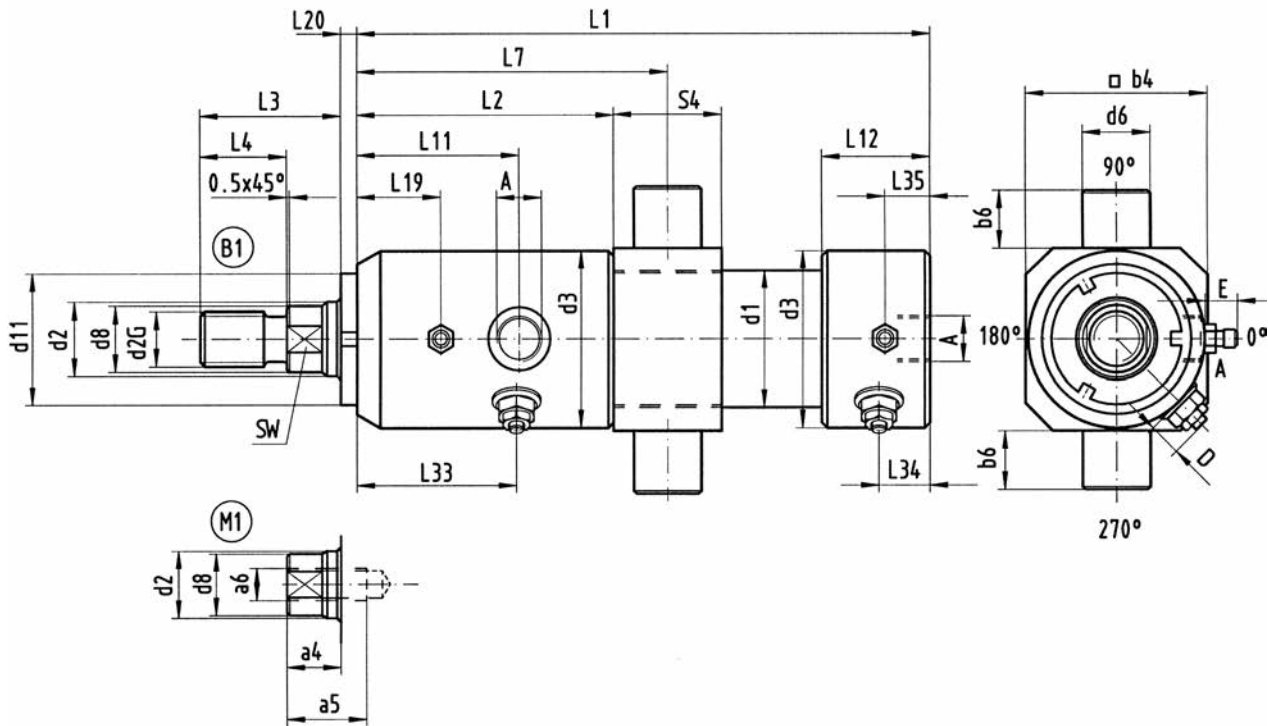 L20
L1
L7
L3
L2
S4
L4
L11
L12
0.5x45°
L19
A
L35
B1
d11
d2
d8
d2G
d3
d1
d3
A
SW
L33
L34
M1
d2
d8
a6
a4
a5
□ b4
d6
90°
b6
E
180°
0°
A
b6
D
270°